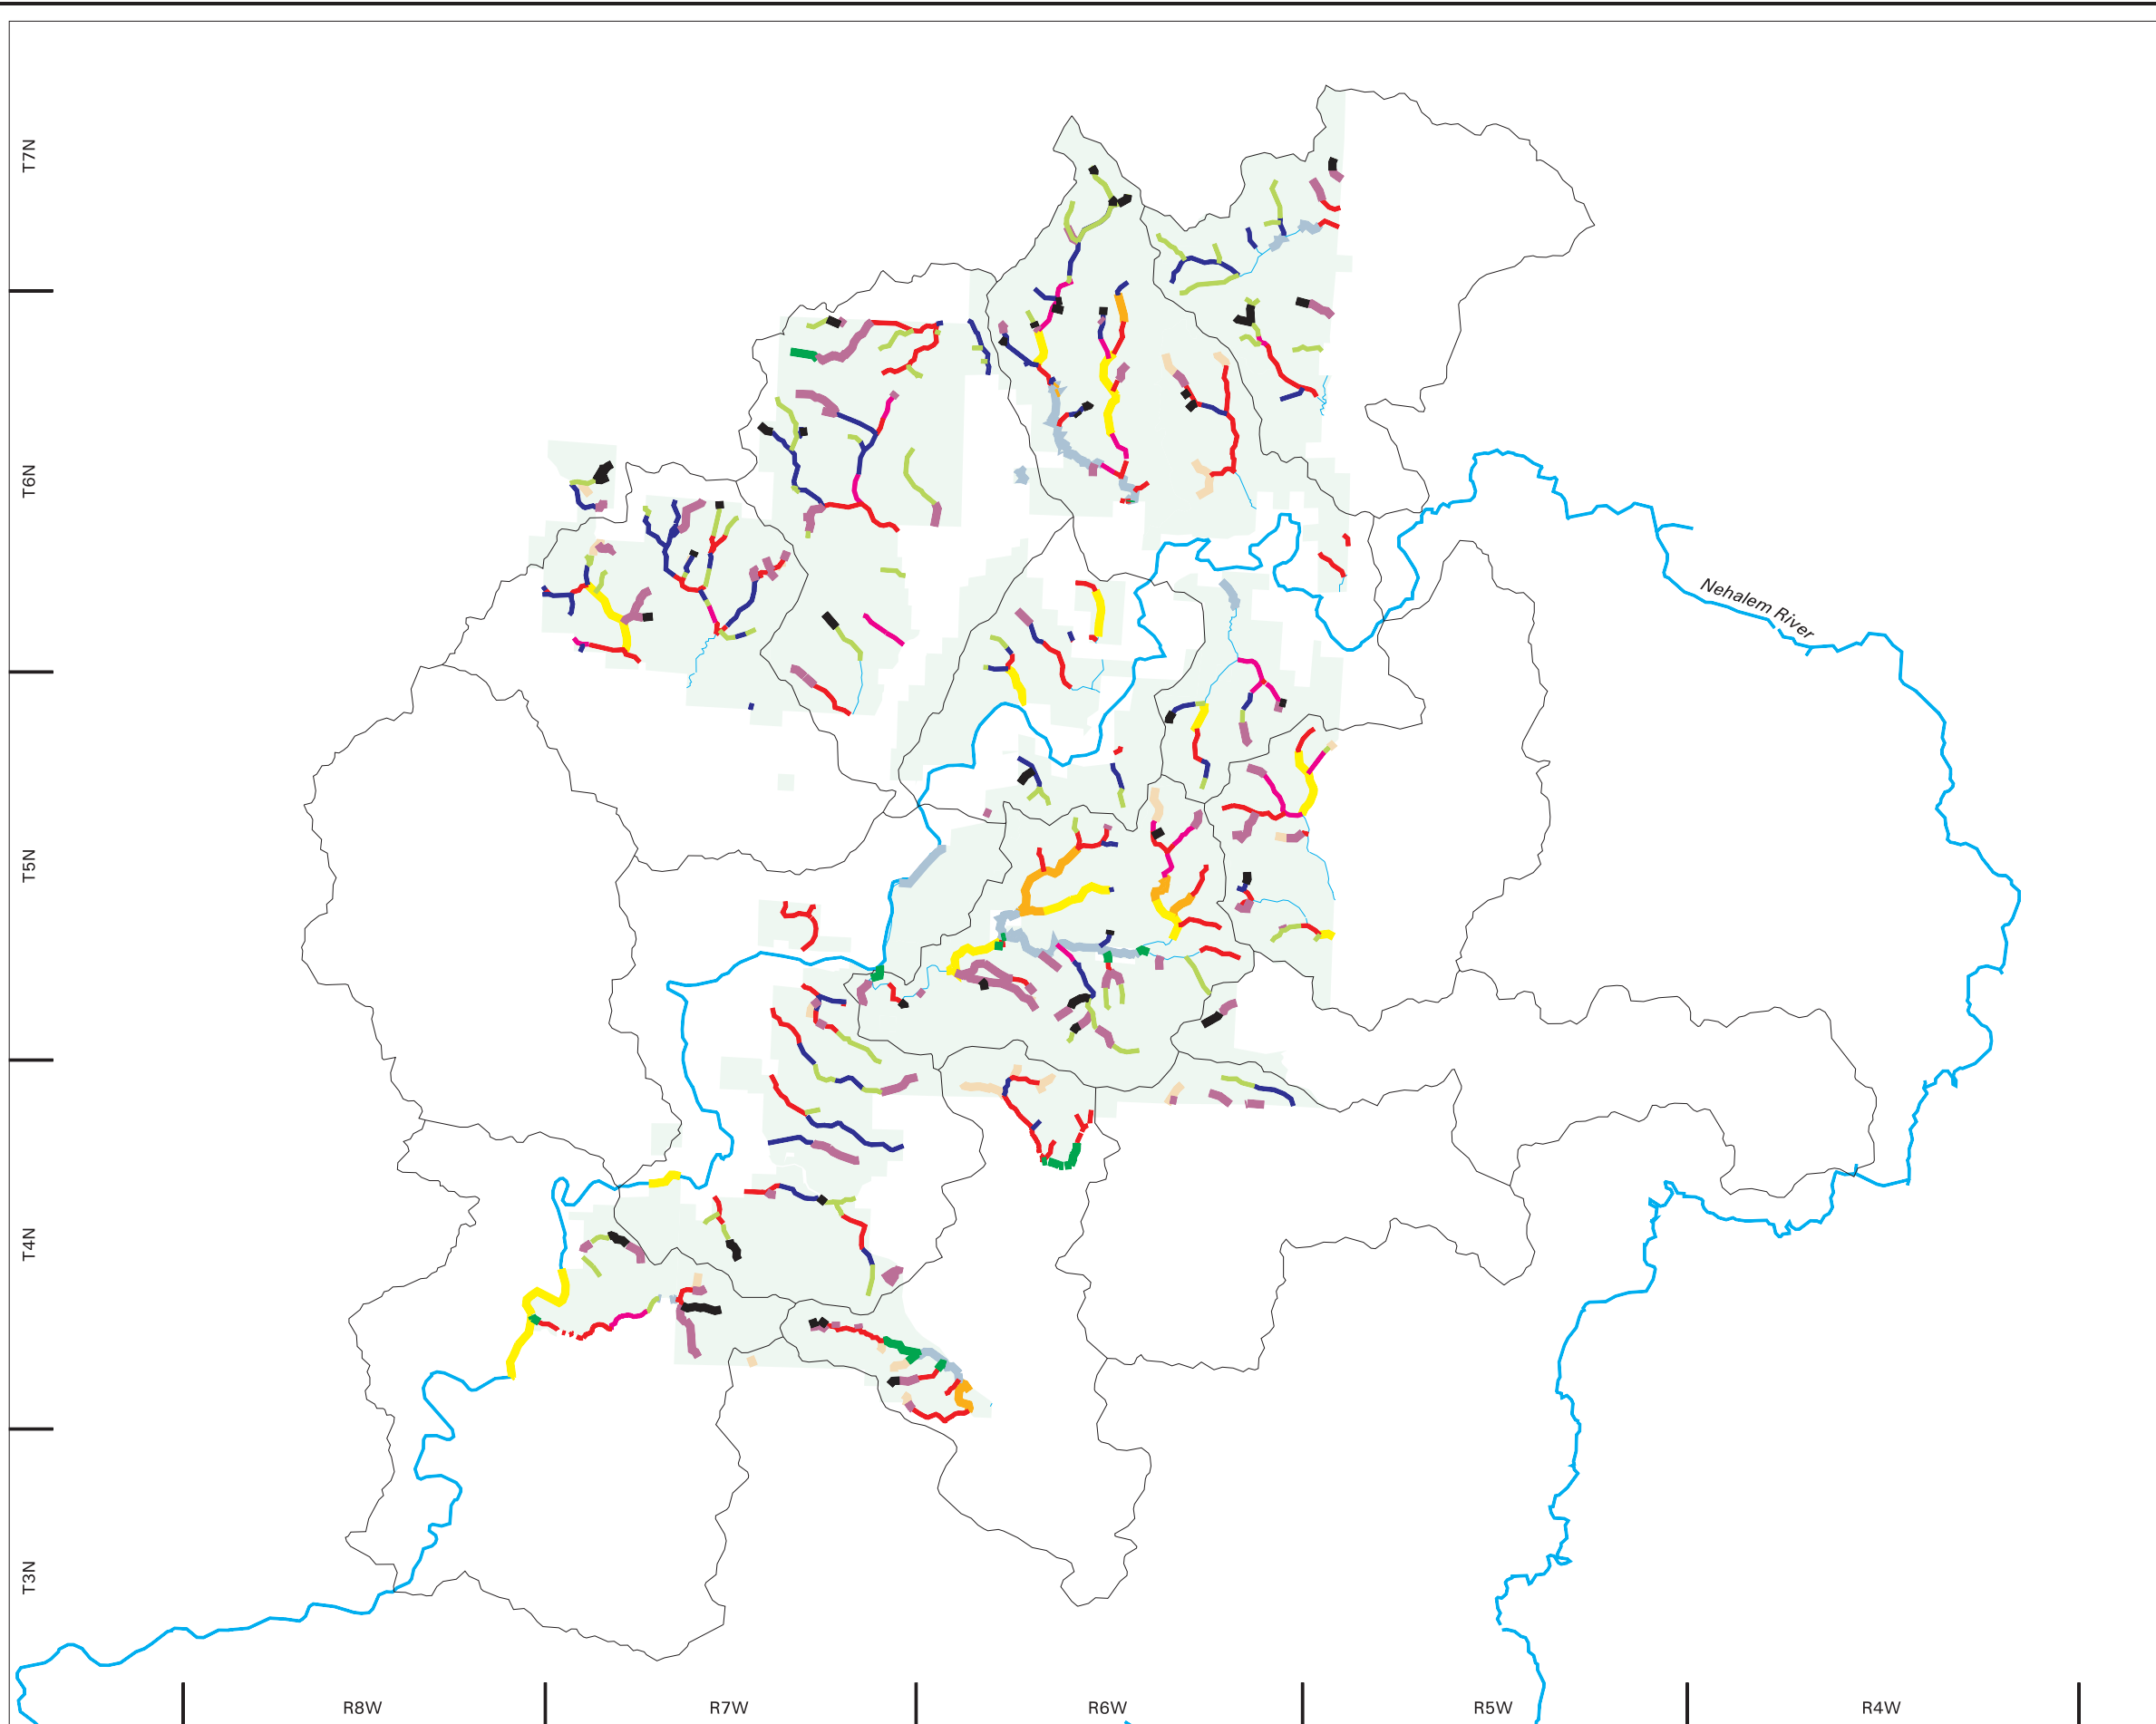 T7N
Nehalem River
T6N
T5N
T4N
T3N
R8W
R7W
R6W
R5W
R4W